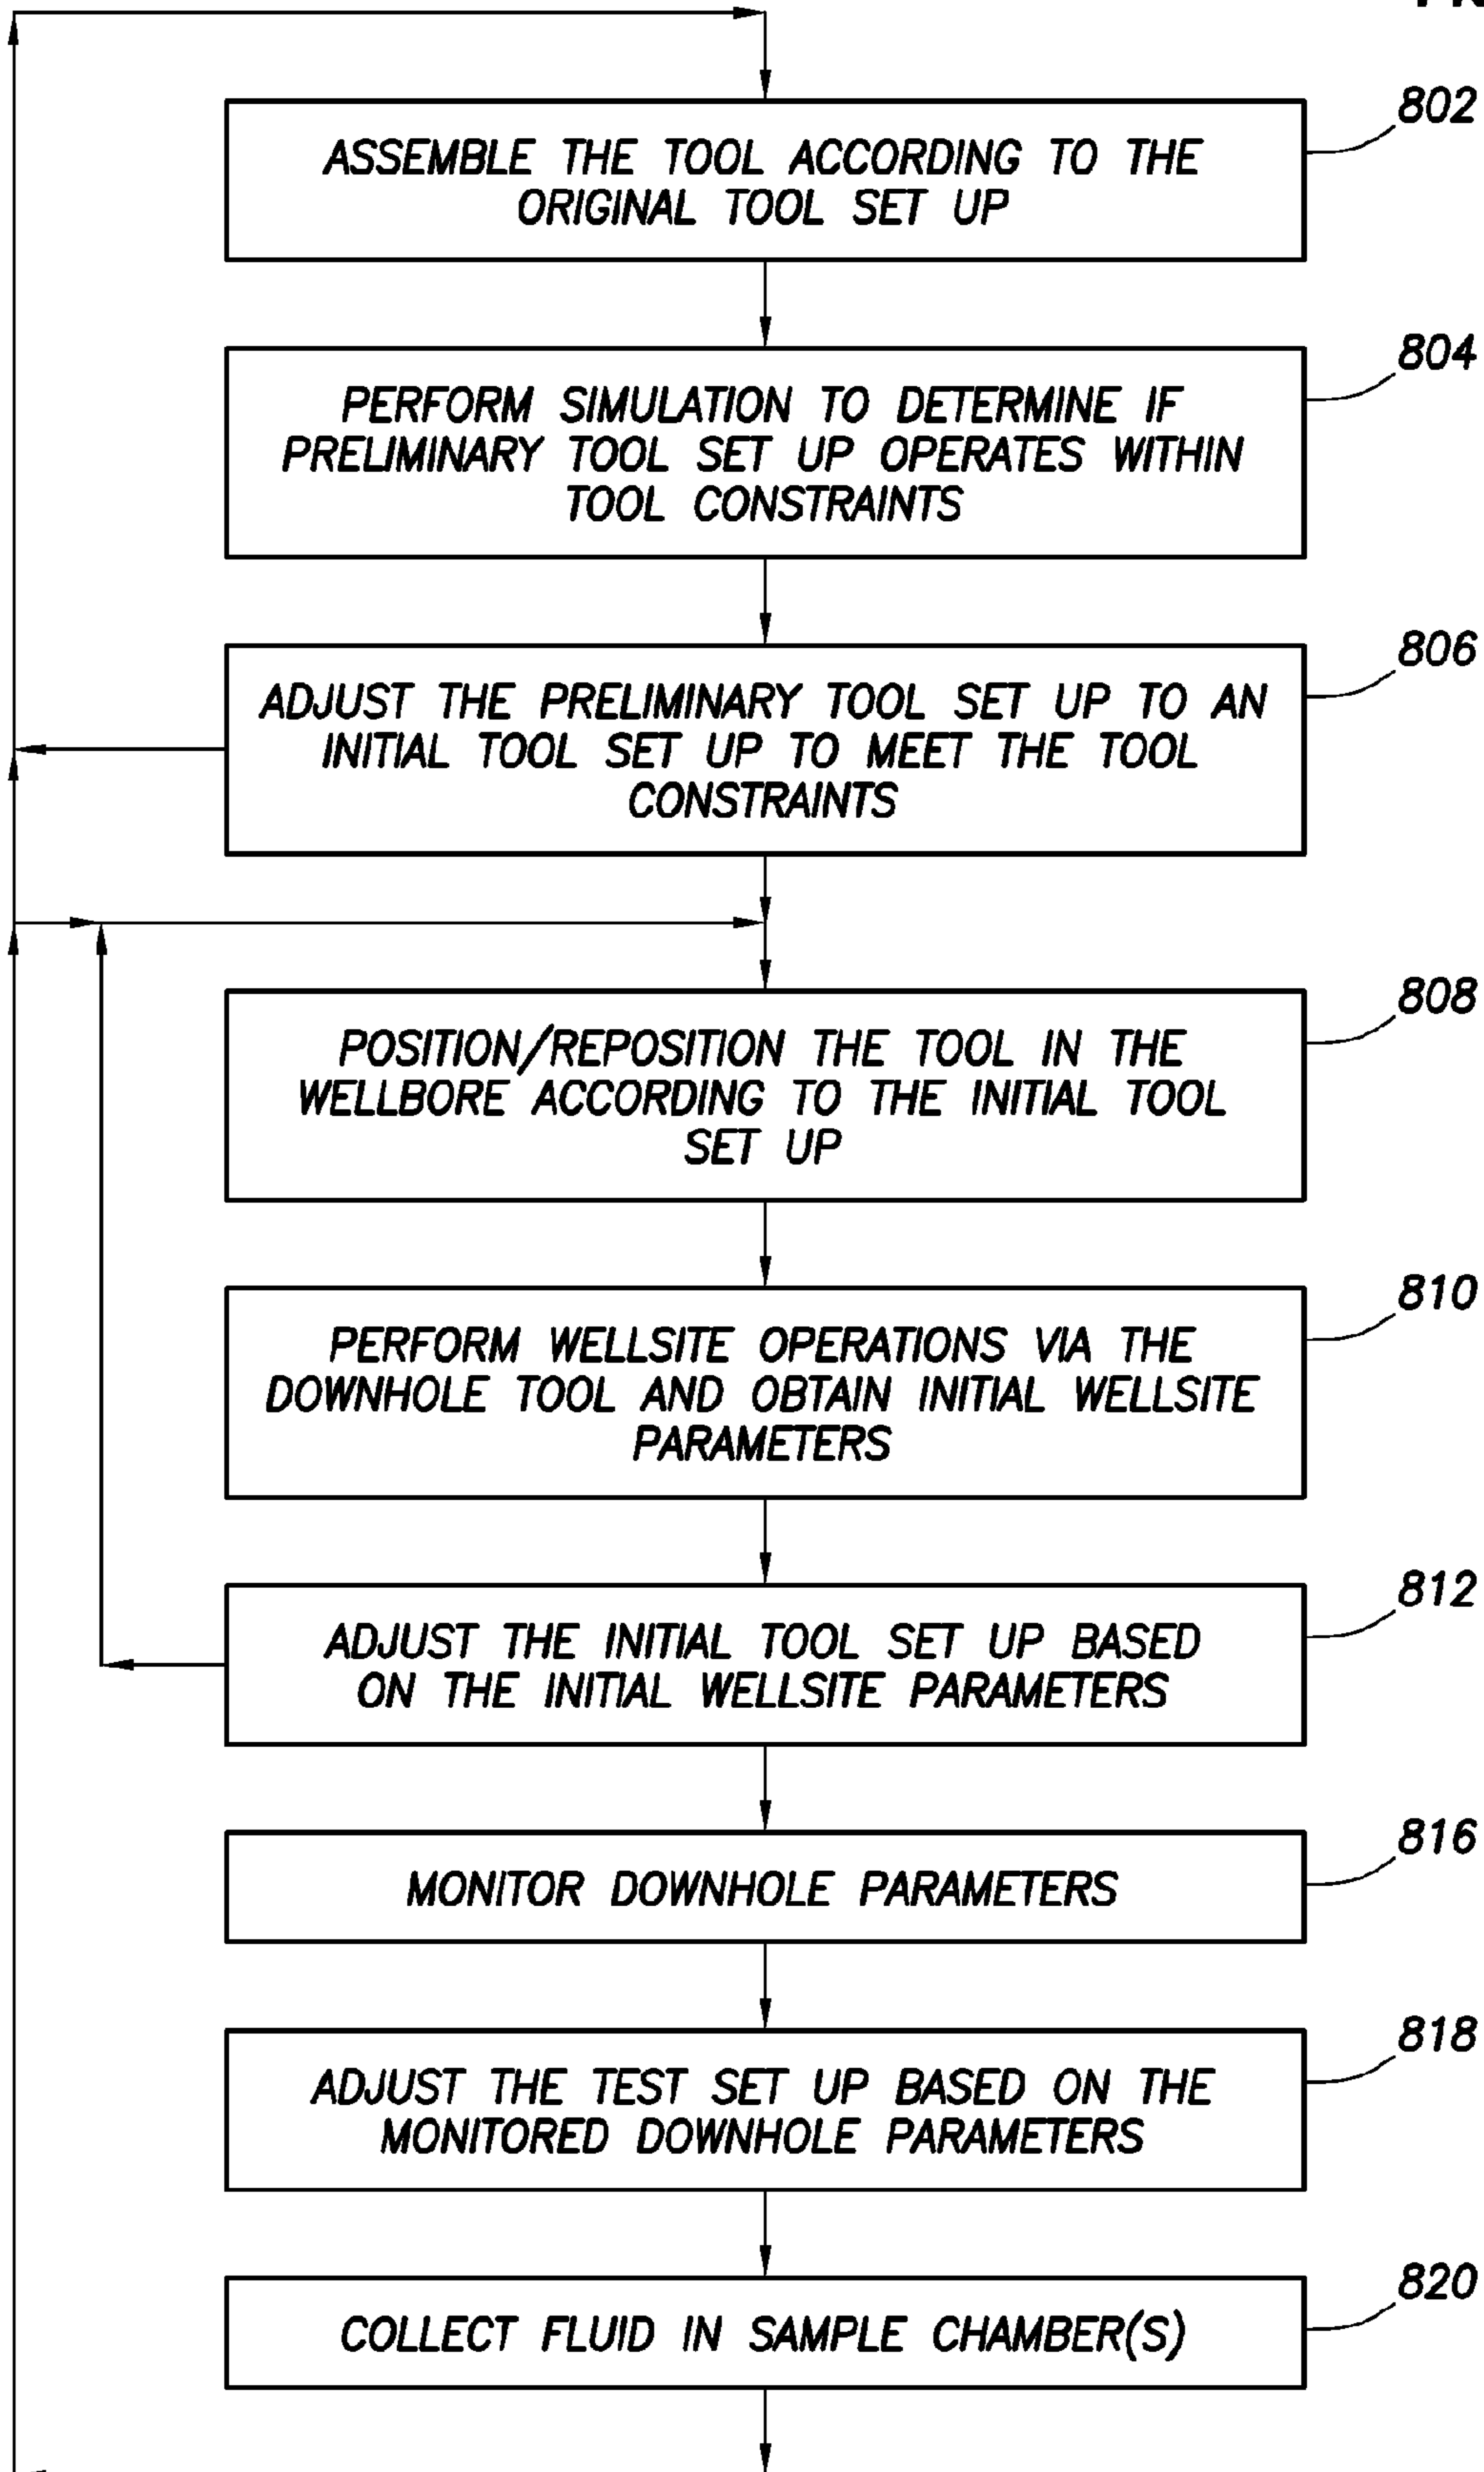 802
ASSEMBLE THE TOOL ACCORDING TO THE
ORIGINAL TOOL SET UP
804
PERFORM SIMULATION TO DETERMINE IF
PRELIMINARY TOOL SET UP OPERATES WITHIN
TOOL CONSTRAINTS
806
ADJUST THE PRELIMINARY TOOL SET UP TO AN
INITIAL TOOL SET UP TO MEET THE TOOL
CONSTRAINTS
808
POSITION/REPOSITION THE TOOL IN THE
WELLBORE ACCORDING TO THE INITIAL TOOL
SET UP
810
PERFORM WELLSITE OPERATIONS VIA THE
DOWNHOLE TOOL AND OBTAIN INITIAL WELLSITE
PARAMETERS
812
ADJUST THE INITIAL TOOL SET UP BASED
ON THE INITIAL WELLSITE PARAMETERS
816
MONITOR DOWNHOLE PARAMETERS
818
ADJUST THE TEST SET UP BASED ON THE
MONITORED DOWNHOLE PARAMETERS
820
COLLECT FLUID IN SAMPLE CHAMBER(S)